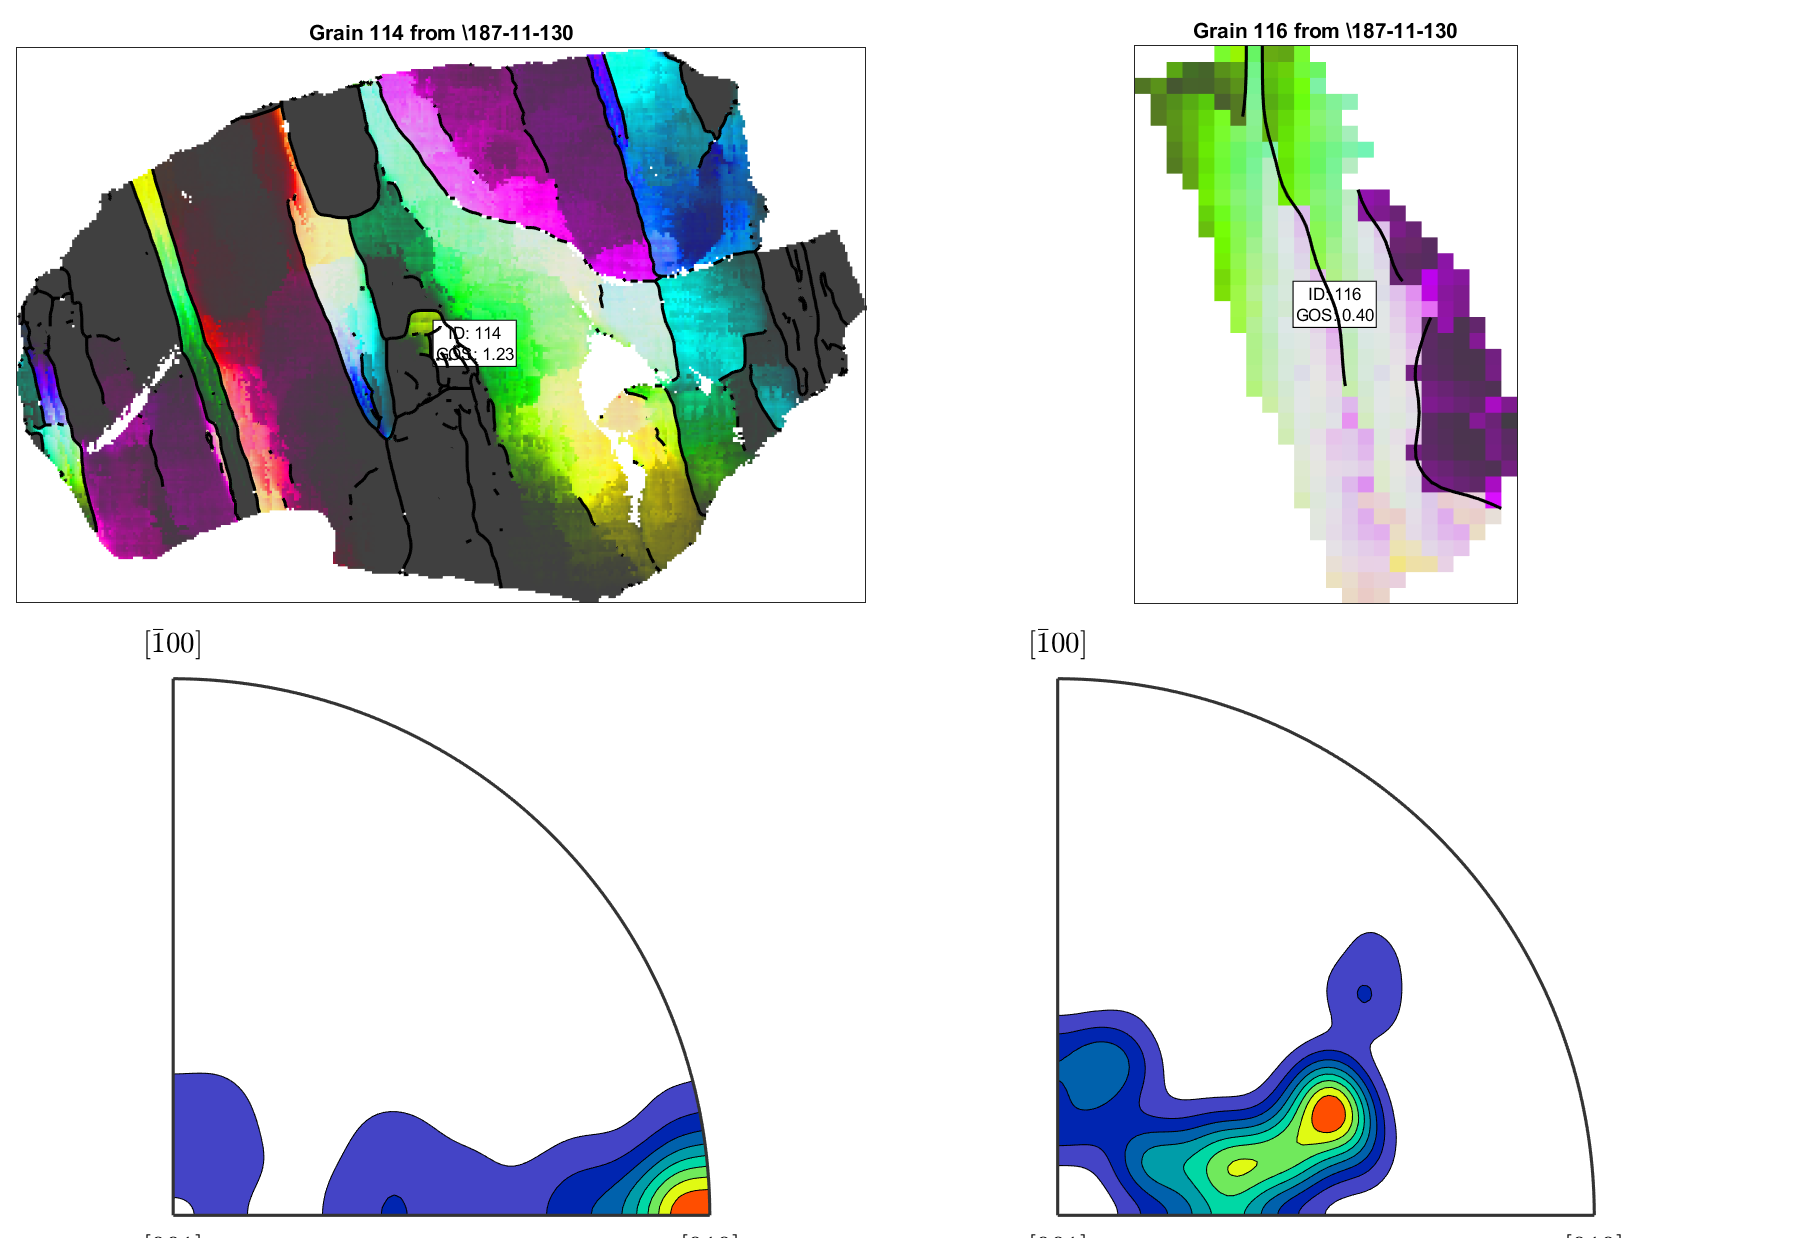 Grain 114 from \187-11-130
Grain 116 from \187-11-130
ID: 114
GOS: 1.23
ID: 116
GOS: 0.40
[1̅00]
[1̅00]